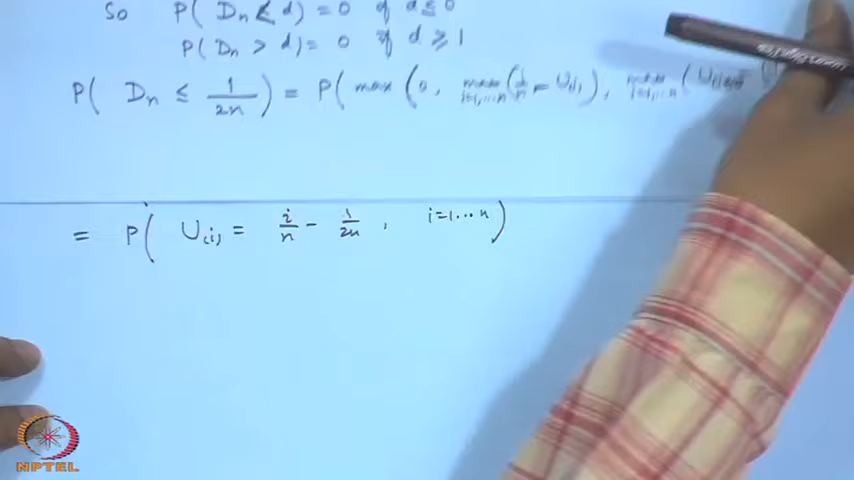 So P( Dn < d) = 0 if d ≤ 0
P( Dn > d) = 0 if d ≥ 1
P( Dn ≤ 1/2n ) = P( max (0, max i=1,...n (i/n - U(i)), max i=1,...n (U(i)
= P( U(i) = i/n - 1/2n , i=1...n )
NPTEL